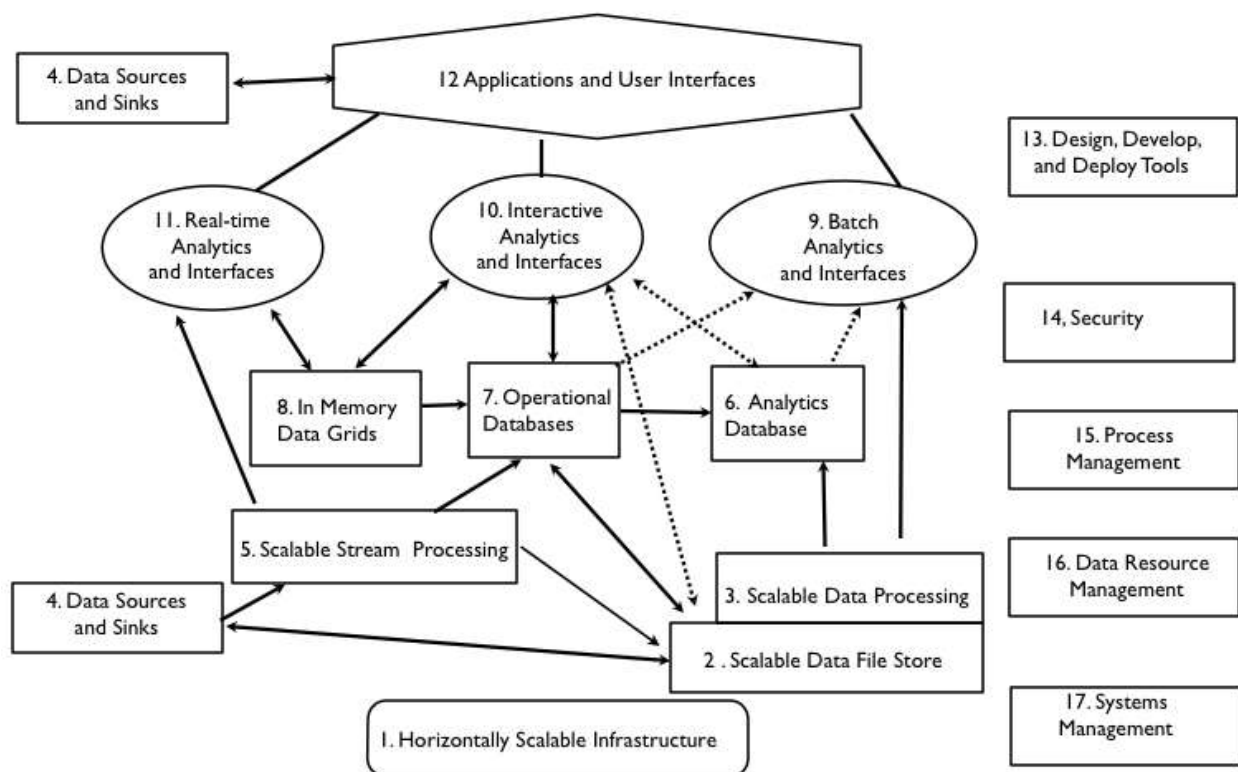 4. Data Sources
and Sinks
12 Applications and User Interfaces
13. Design, Develop,
and Deploy Tools
11. Real-time
Analytics
and Interfaces
10. Interactive
Analytics
and Interfaces
9. Batch
Analytics
and Interfaces
14, Security
8. In Memory
Data Grids
7. Operational
Databases
6. Analytics
Database
15. Process
Management
5. Scalable Stream Processing
16. Data Resource
Management
4. Data Sources
and Sinks
3. Scalable Data Processing
2 . Scalable Data File Store
17. Systems
Management
1. Horizontally Scalable Infrastructure